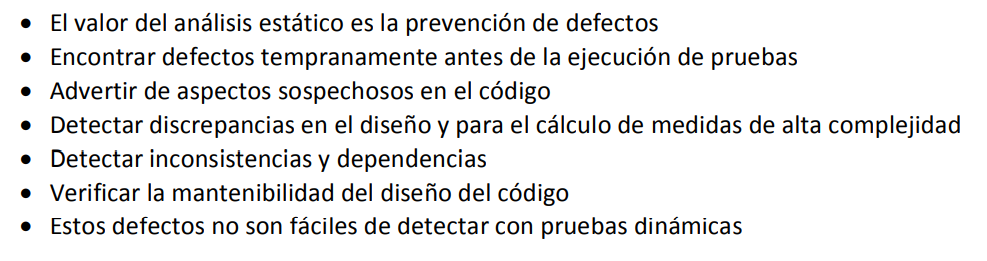 • El valor del análisis estático es la prevención de defectos
• Encontrar defectos tempranamente antes de la ejecución de pruebas
• Advertir de aspectos sospechosos en el código
• Detectar discrepancias en el diseño y para el cálculo de medidas de alta complejidad
• Detectar inconsistencias y dependencias
• Verificar la mantenibilidad del diseño del código
• Estos defectos no son fáciles de detectar con pruebas dinámicas